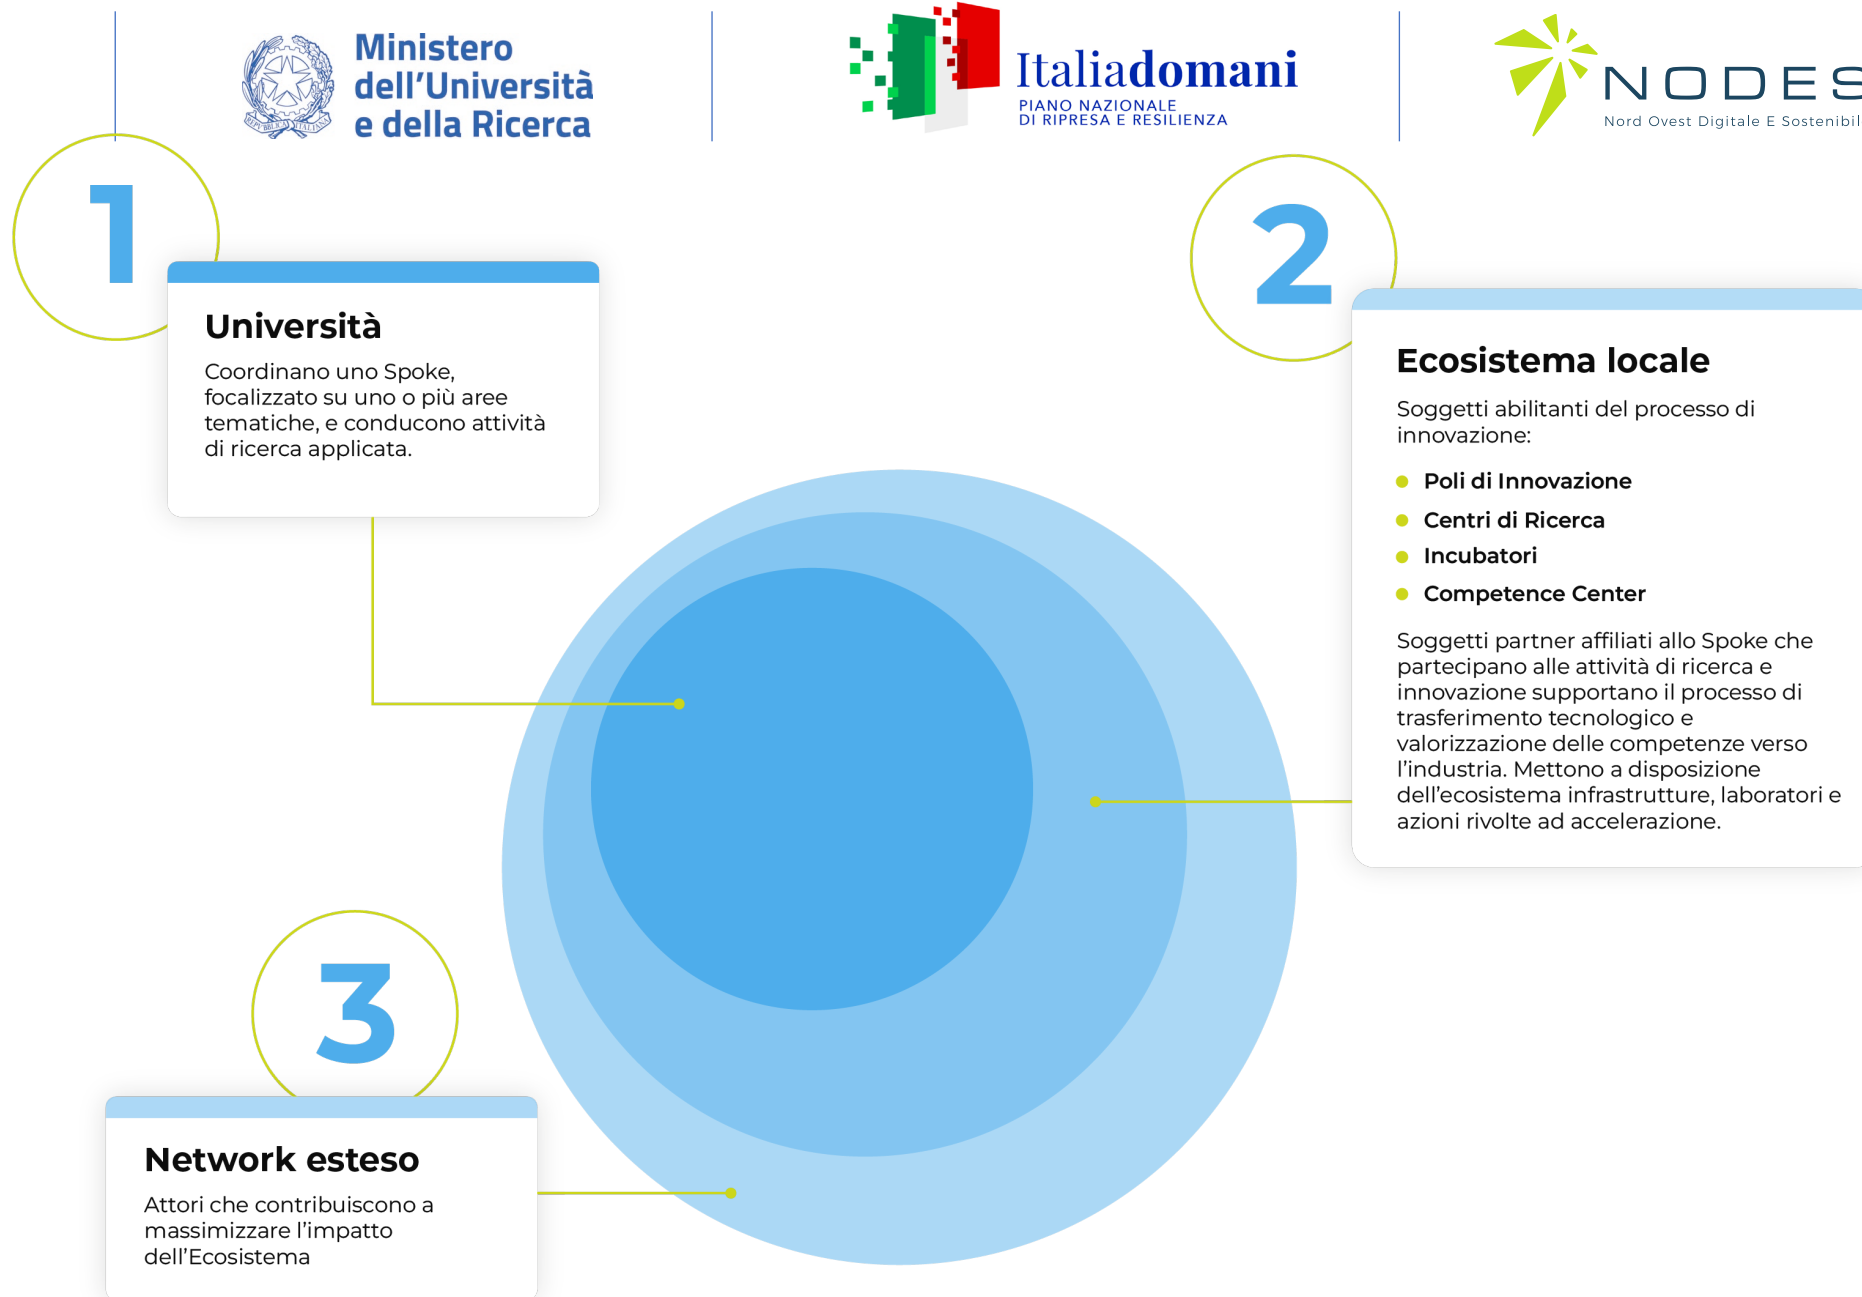 Ministero
dell'Università
e della Ricerca
REPVBBLICA ITALIANA
Italiadomani
PIANO NAZIONALE
DI RIPRESA E RESILIENZA
NODES
Nord Ovest Digitale E Sostenibil
1
Università
Coordinano uno Spoke,
focalizzato su uno o più aree
tematiche, e conducono attività
di ricerca applicata.
2
Ecosistema locale
Soggetti abilitanti del processo di
innovazione:
Poli di Innovazione
Centri di Ricerca
Incubatori
Competence Center
Soggetti partner affiliati allo Spoke che
partecipano alle attività di ricerca e
innovazione supportano il processo di
trasferimento tecnologico e
valorizzazione delle competenze verso
l'industria. Mettono a disposizione
dell'ecosistema infrastrutture, laboratori e
azioni rivolte ad accelerazione.
3
Network esteso
Attori che contribuiscono a
massimizzare l'impatto
dell'Ecosistema